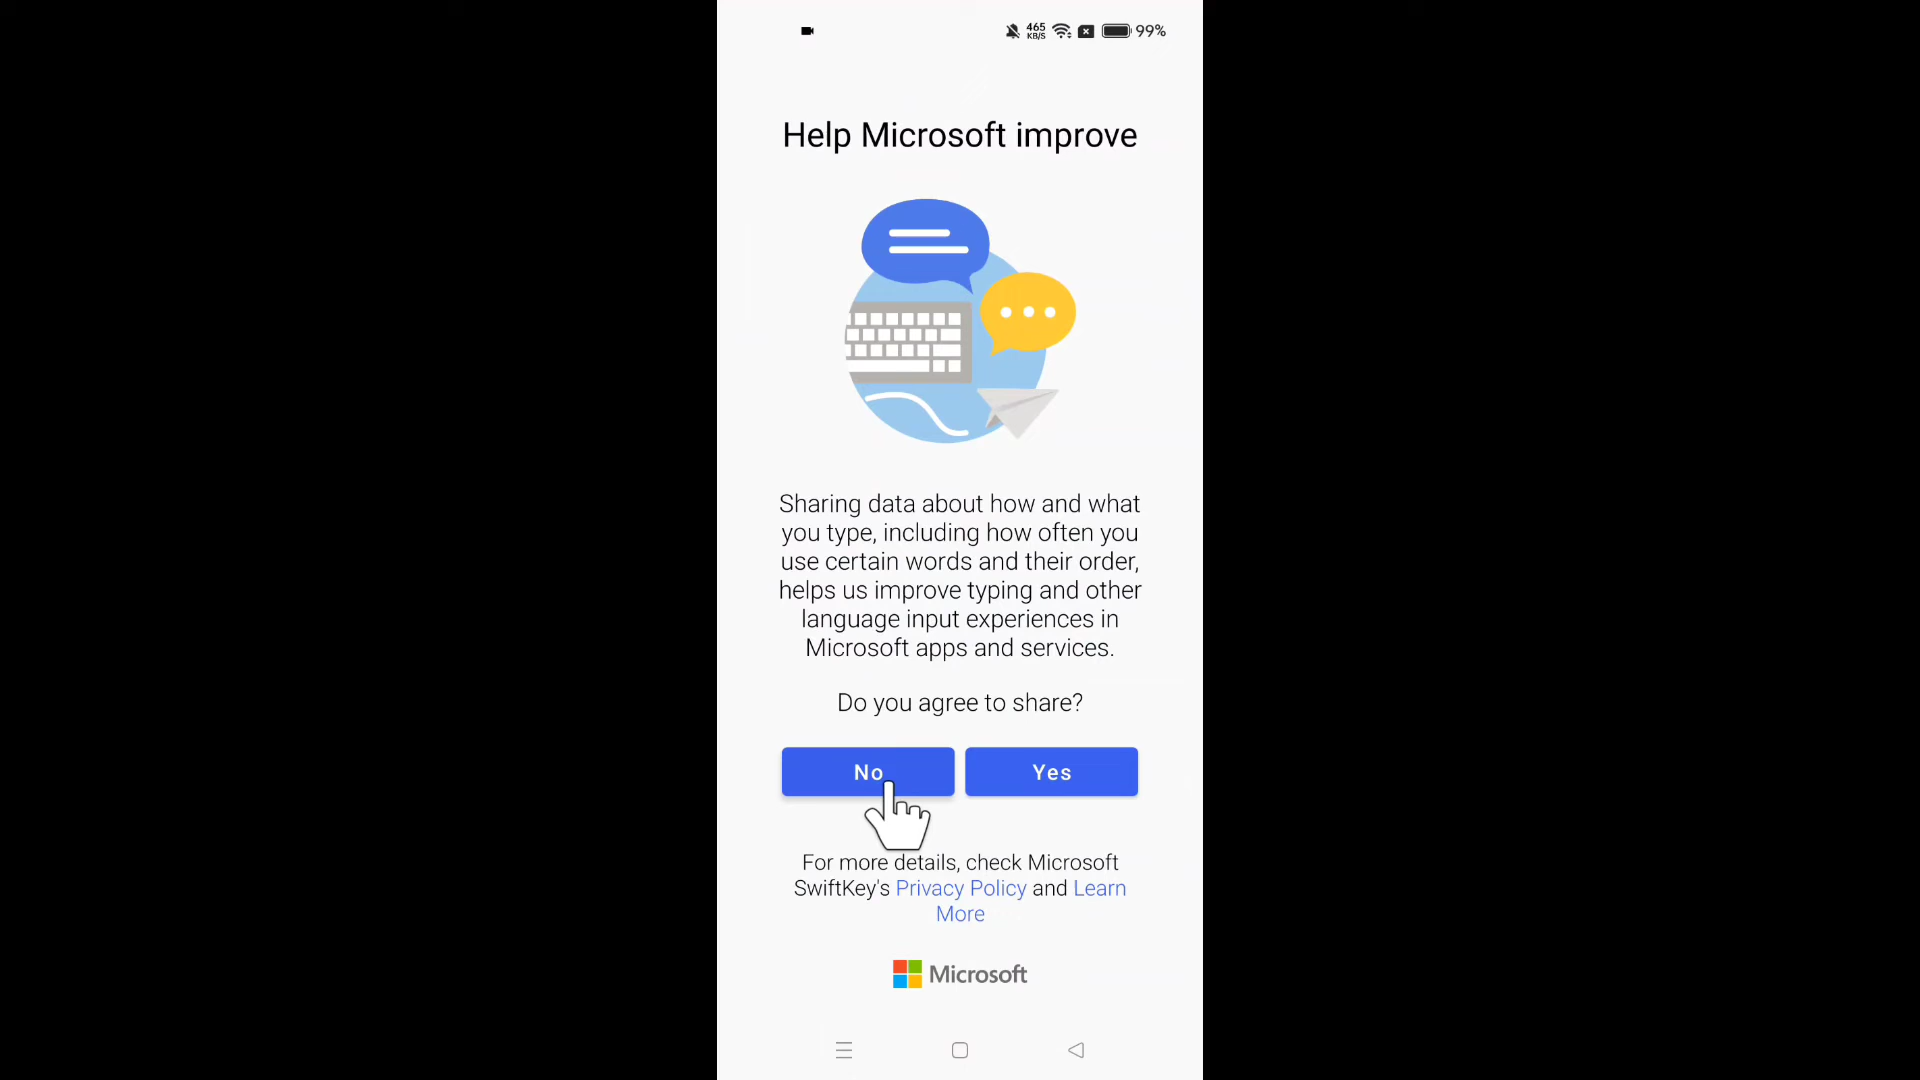 465
KB/S
99%
Help Microsoft improve
Sharing data about how and what
you type, including how often you
use certain words and their order,
helps us improve typing and other
language input experiences in
Microsoft apps and services.
Do you agree to share?
No
Yes
For more details, check Microsoft
SwiftKey's Privacy Policy and Learn
More
Microsoft